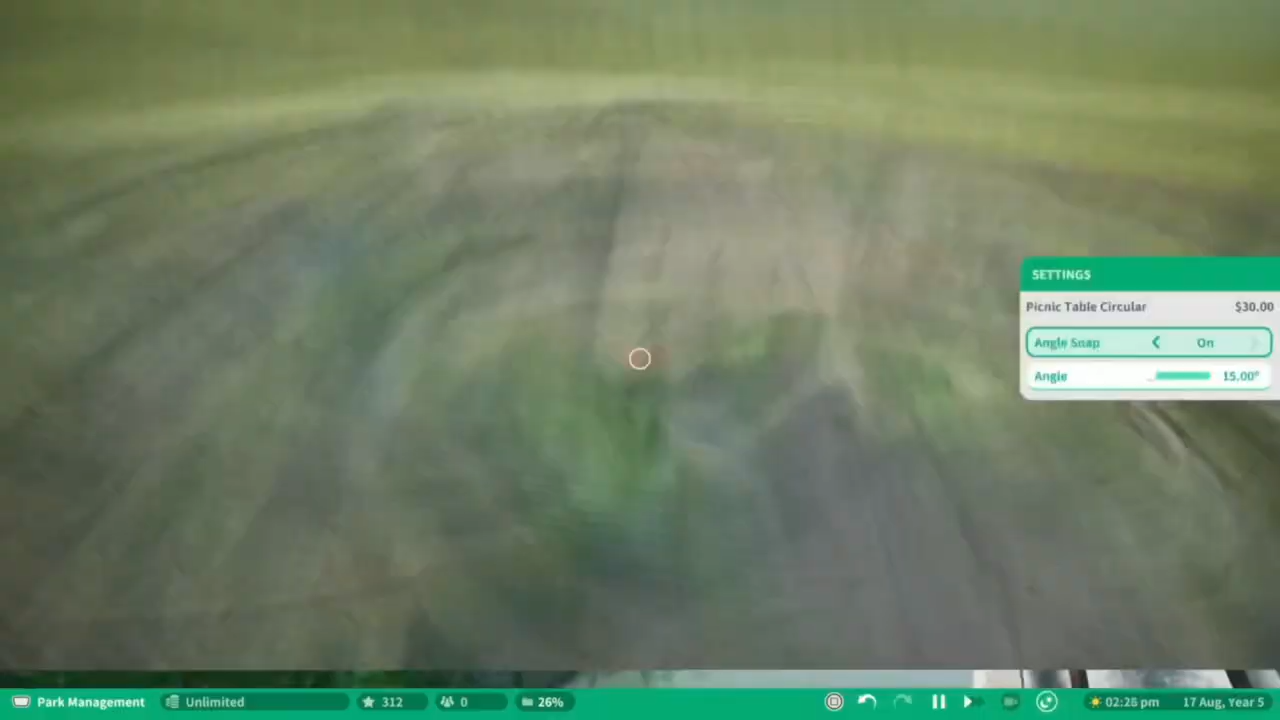 SETTINGS
Picnic Table Circular $30.00
Angle Snap On
Angle 15.00°
Park Management Unlimited 312 0 26% 02:28 pm 17 Aug, Year 5